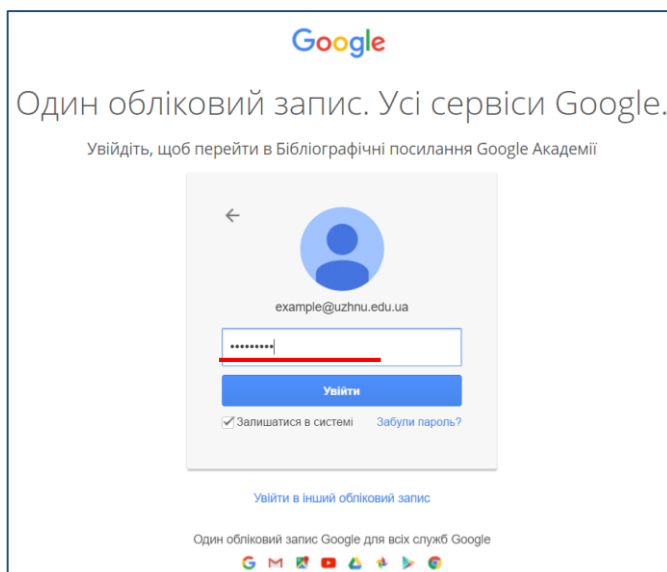 Google
Один обліковий запис. Усі сервіси Google.
Увійдіть, щоб перейти в Бібліографічні посилання Google Академії
example@uzhnu.edu.ua
•••••••••
Увійти
Залишатися в системі Забули пароль?
Увійти в інший обліковий запис
Один обліковий запис Google для всіх служб Google